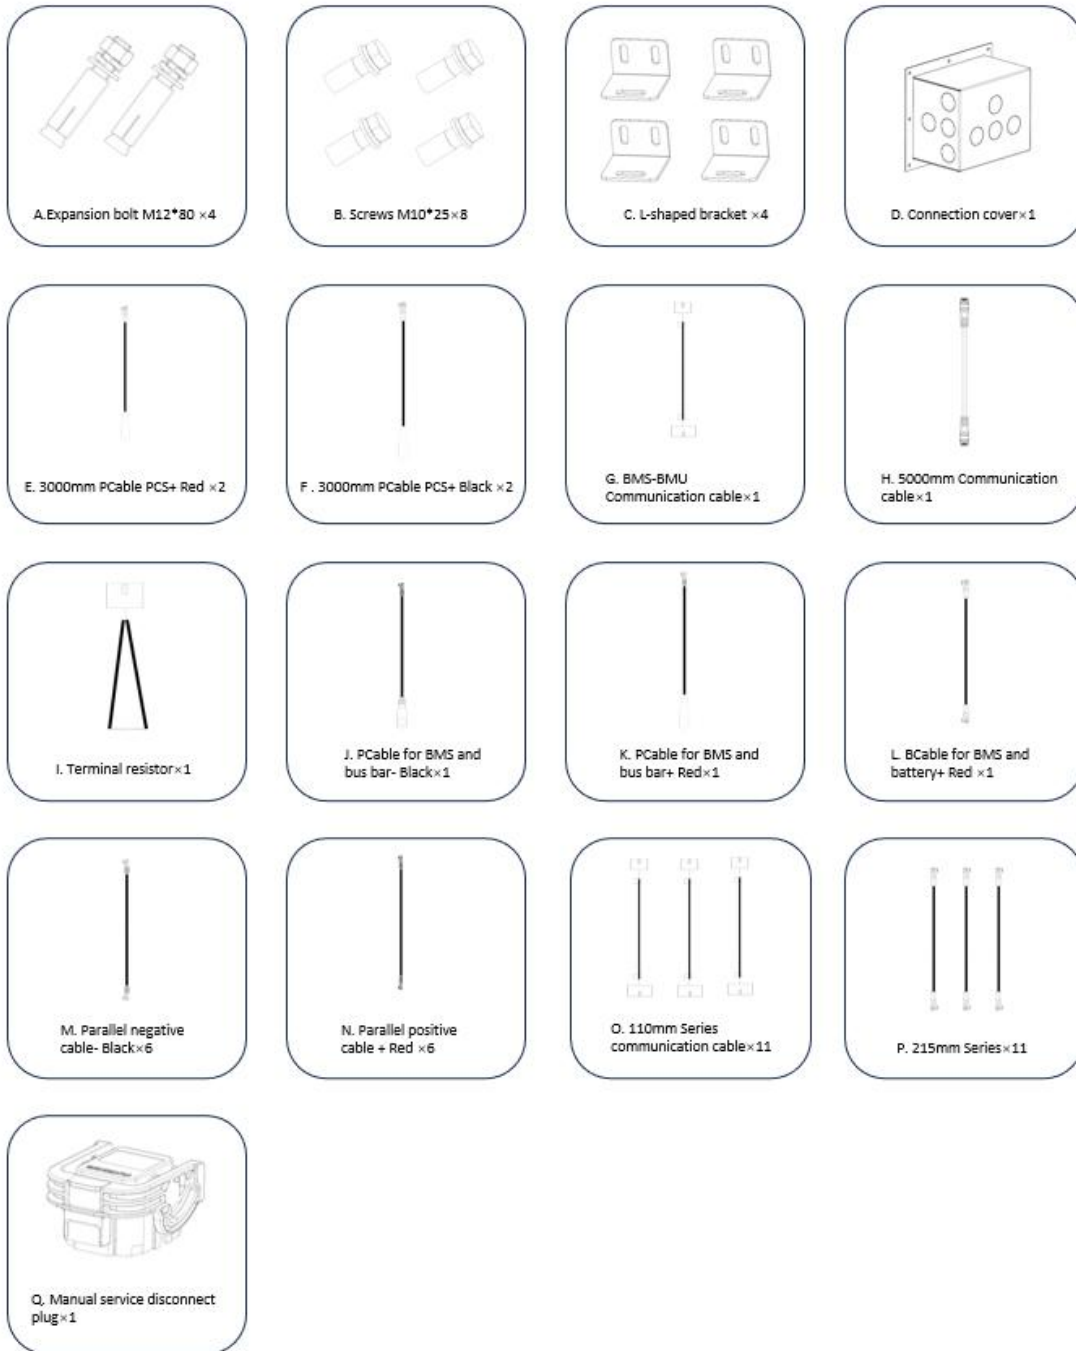 A.Expansion bolt M12*80 ×4
B. Screws M10*25×8
C. L-shaped bracket ×4
D. Connection cover×1
E. 3000mm PCable PCS+ Red ×2
F . 3000mm PCable PCS+ Black ×2
G. BMS-BMU
Communication cable×1
H. 5000mm Communication
cable×1
I. Terminal resistor×1
J. PCable for BMS and
bus bar- Black×1
K. PCable for BMS and
bus bar+ Red×1
L. BCable for BMS and
battery+ Red ×1
M. Parallel negative
cable- Black×6
N. Parallel positive
cable + Red ×6
O. 110mm Series
communication cable×11
P. 215mm Series×11
Q. Manual service disconnect
plug×1